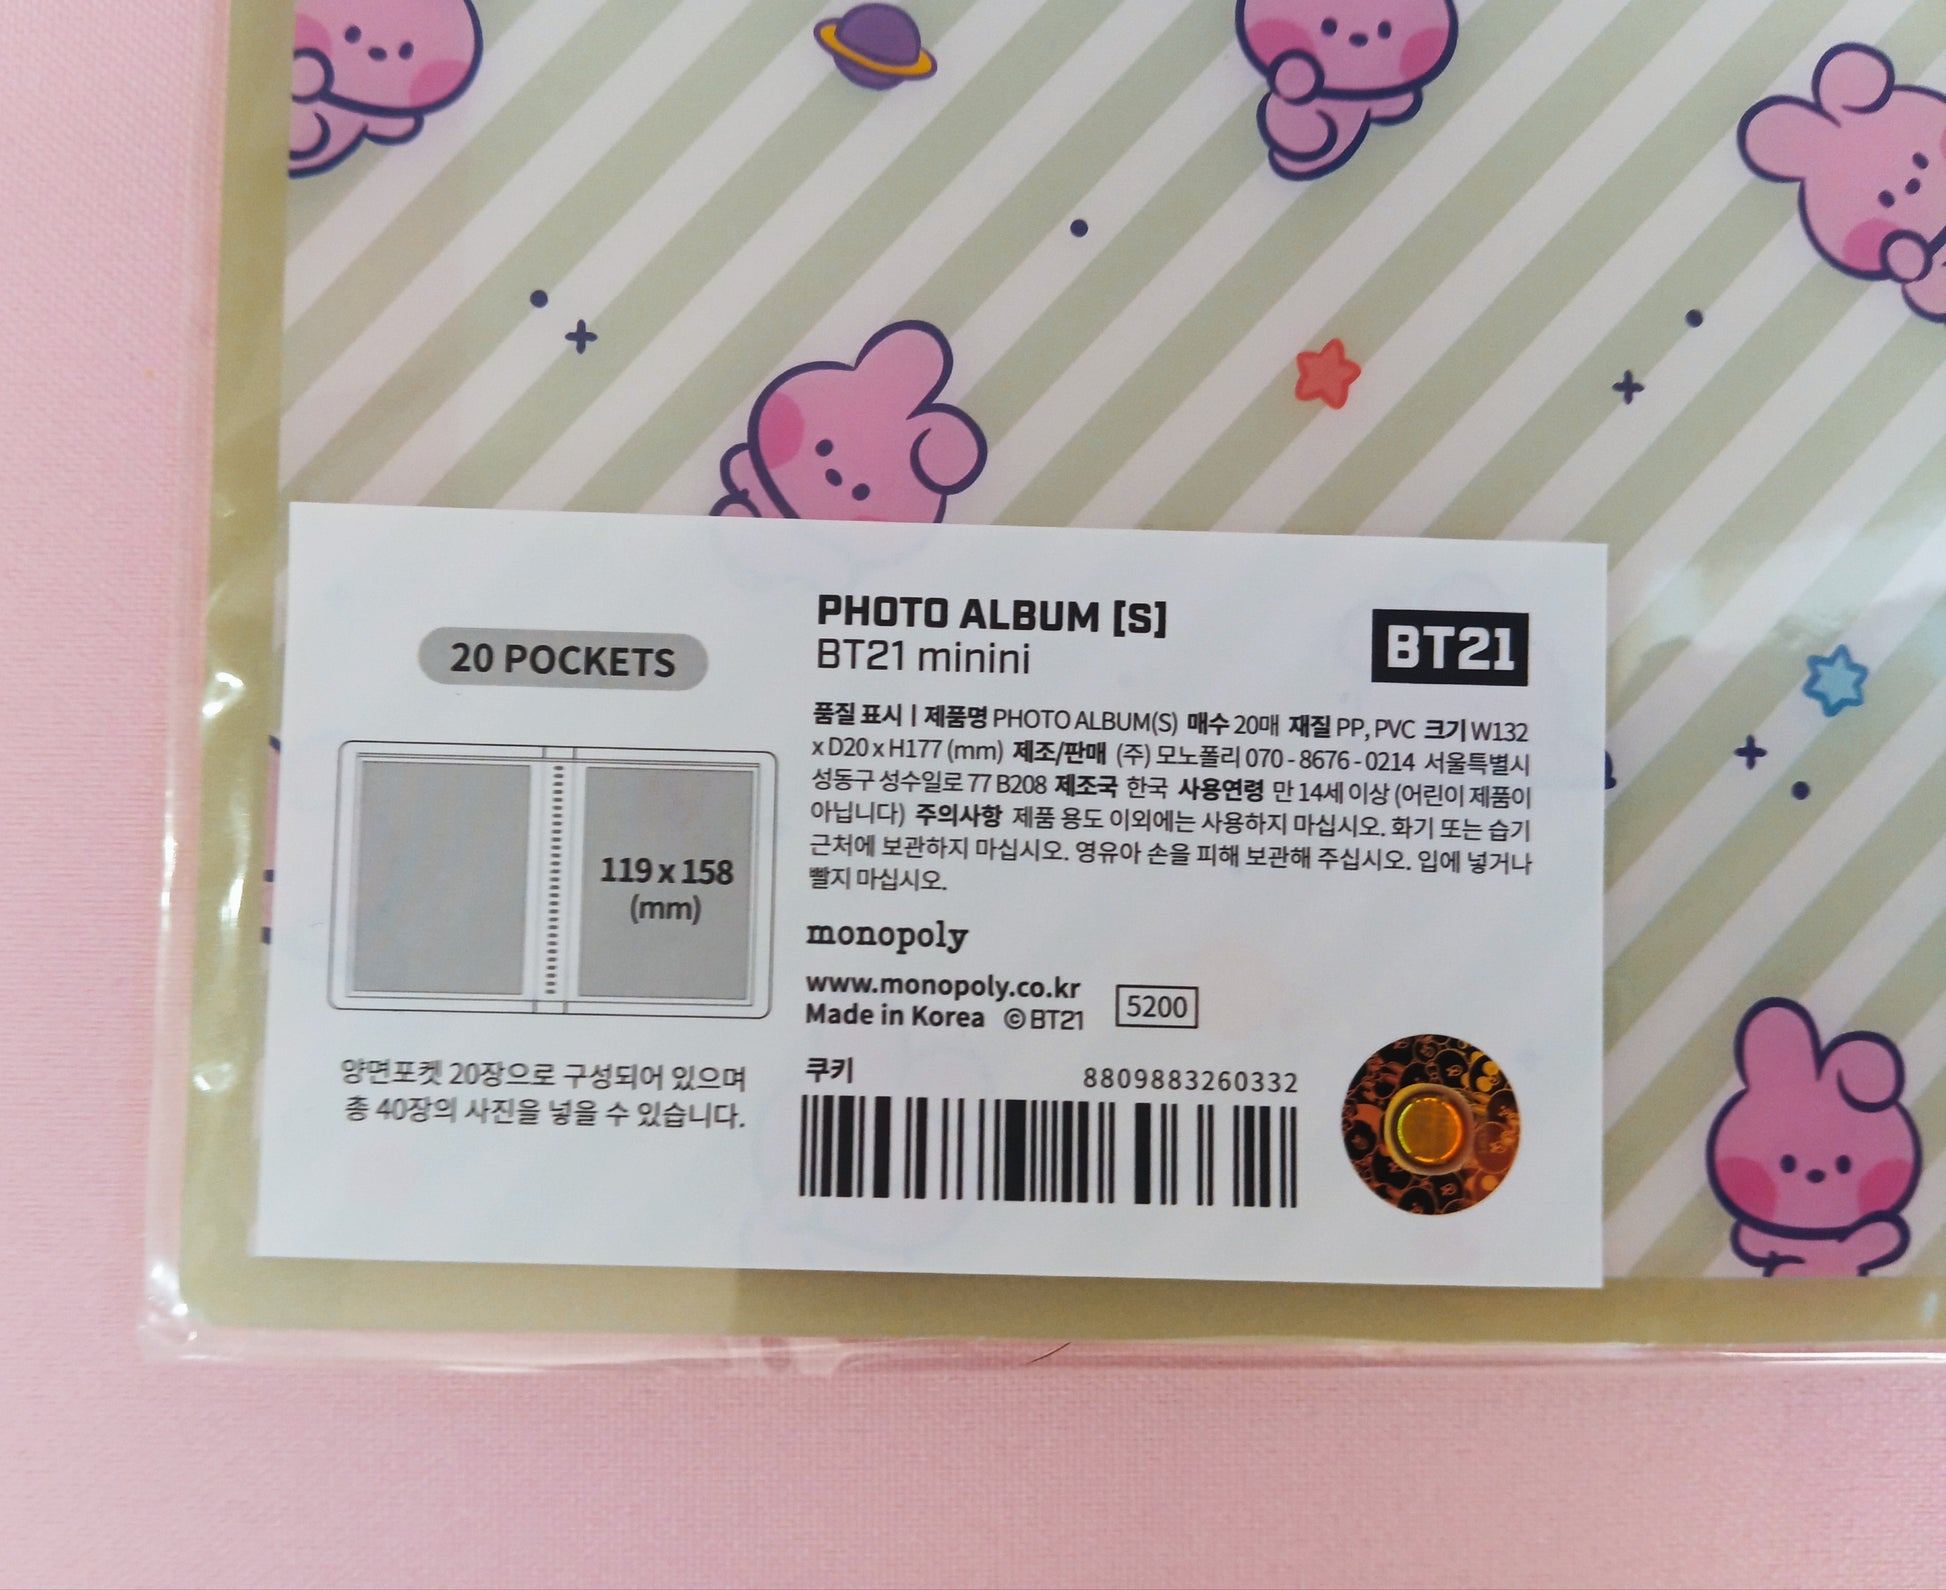 20 POCKETS
119 x 158
(mm)
양면포켓 20장으로 구성되어 있으며
총 40장의 사진을 넣을 수 있습니다.
PHOTO ALBUM [S]
BT21 minini
BT21
품질 표시 | 제품명 PHOTO ALBUM(S) 매수 20매 재질 PP, PVC 크기 W132
x D20 x H177 (mm) 제조/판매 (주) 모노폴리 070 - 8676 - 0214 서울특별시
성동구 성수일로 77 B208 제조국 한국 사용연령 만 14세 이상 (어린이 제품이
아닙니다) 주의사항 제품 용도 이외에는 사용하지 마십시오. 화기 또는 습기
근처에 보관하지 마십시오. 영유아 손을 피해 보관해 주십시오. 입에 넣거나
빨지 마십시오.
monopoly
www.monopoly.co.kr
Made in Korea ©BT21
5200
쿠키
8809883260332